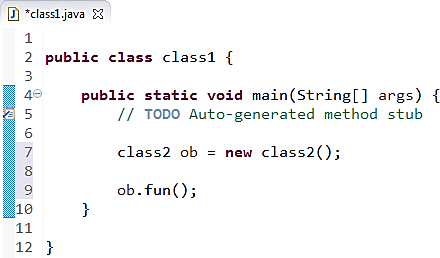 *class1.java
1
2 public class class1 {
3
4 public static void main(String[] args) {
5 // TODO Auto-generated method stub
6
7 class2 ob = new class2();
8
9 ob.fun();
10 }
11
12 }